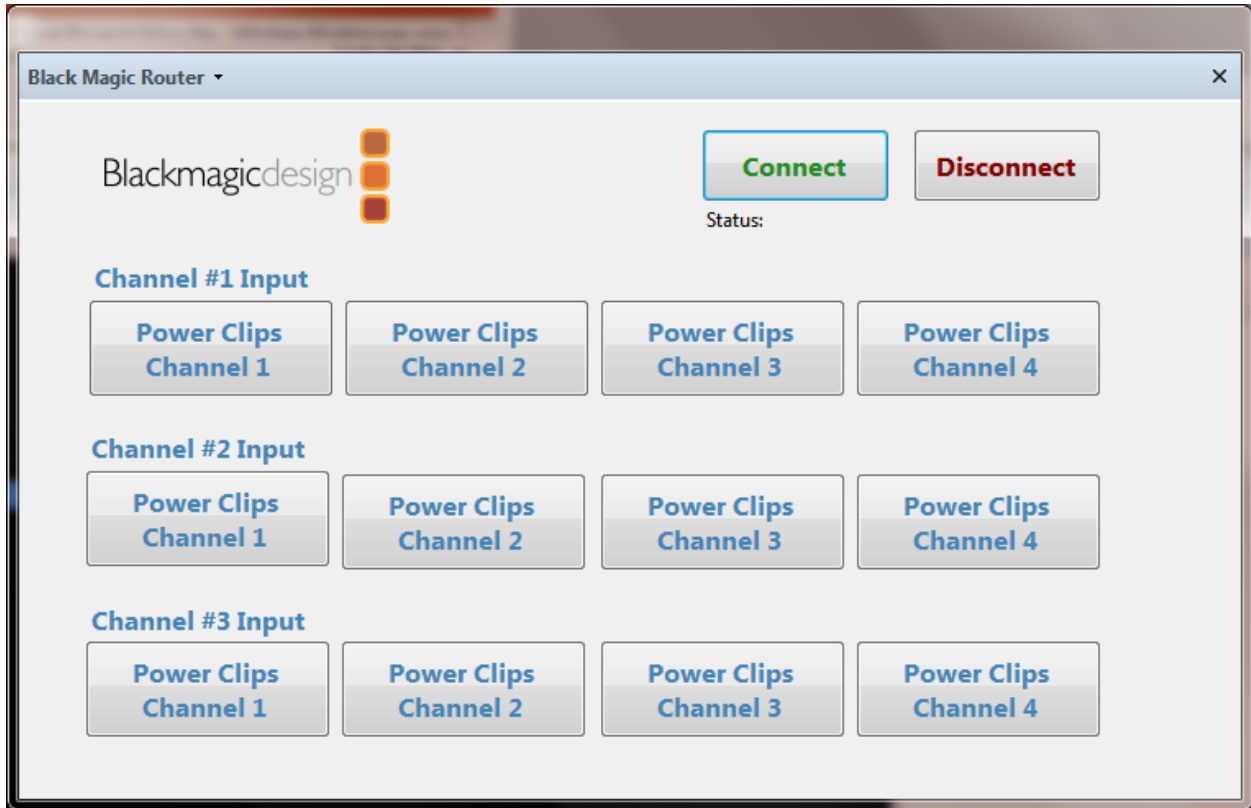 Black Magic Router
Blackmagicdesign
Connect
Disconnect
Status:
Channel #1 Input
Power Clips
Channel 1
Power Clips
Channel 2
Power Clips
Channel 3
Power Clips
Channel 4
Channel #2 Input
Power Clips
Channel 1
Power Clips
Channel 2
Power Clips
Channel 3
Power Clips
Channel 4
Channel #3 Input
Power Clips
Channel 1
Power Clips
Channel 2
Power Clips
Channel 3
Power Clips
Channel 4